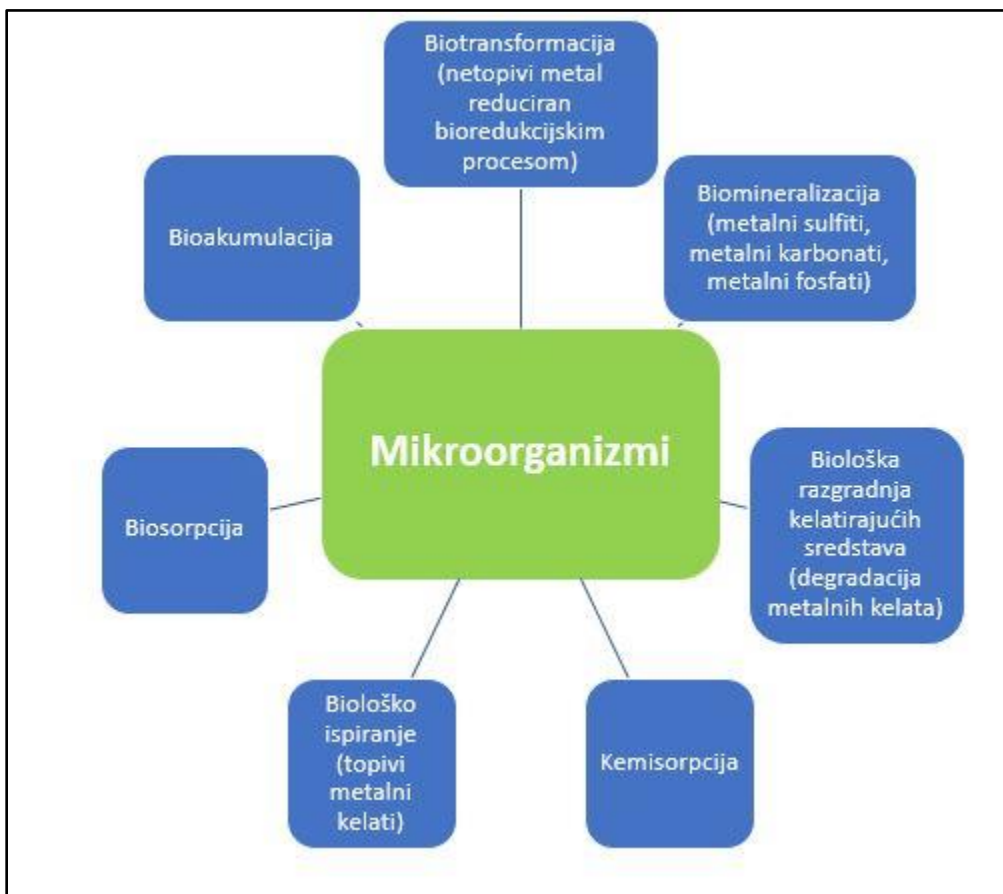 Biotransformacija
(netopivi metal
reduciran
bioredukcijskim
procesom)
Bioakumulacija
Biomineralizacija
(metalni sulfiti,
metalni karbonati,
metalni fosfati)
Mikroorganizmi
Biosorpcija
Biološka
razgradnja
kelatirajućih
sredstava
(degradacija
metalnih kelata)
Biološko
ispiranje
(topivi
metalni
kelati)
Kemisorpcija